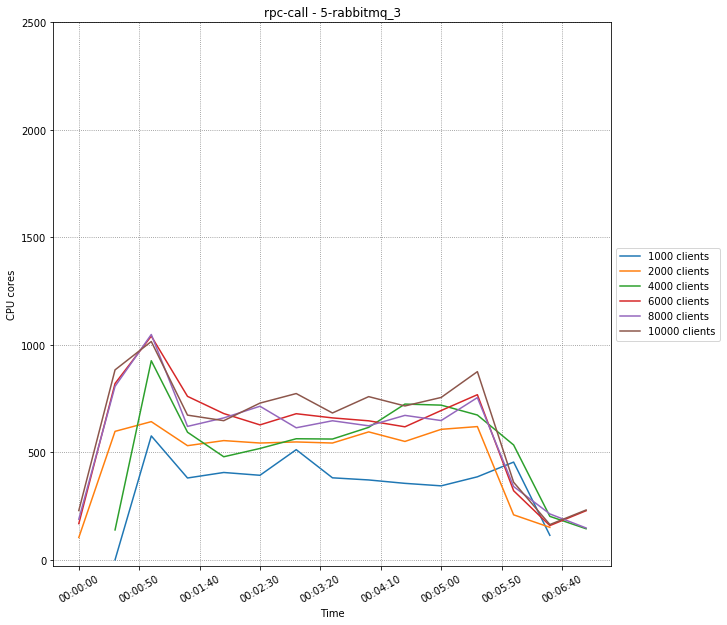 rpc-call - 5-rabbitmq_3
2500
2000
1500
1000
500
0
CPU cores
00:00:00
00:00:50
00:01:40
00:02:30
00:03:20
00:04:10
00:05:00
00:05:50
00:06:40
Time
1000 clients
2000 clients
4000 clients
6000 clients
8000 clients
10000 clients